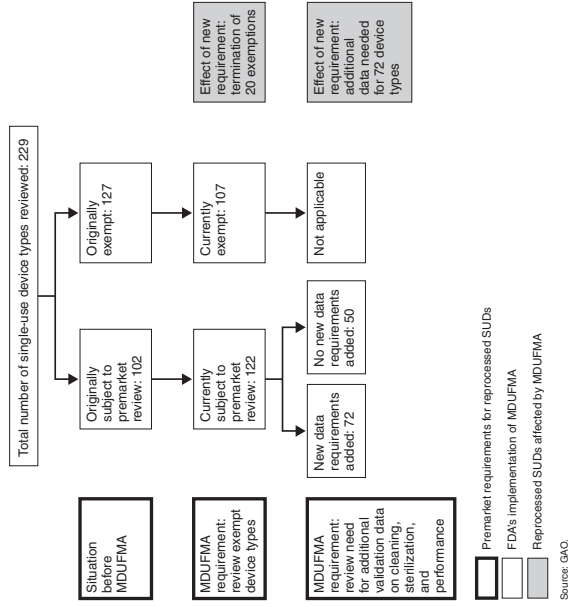 Total number of single-use device types reviewed: 229
Situation
before
MDUFMA
Originally
subject to
premarket
review: 102
Originally
exempt: 127
MDUFMA
requirement:
review exempt
device types
Currently
subject to
premarket
review: 122
Currently
exempt: 107
Effect of new
requirement:
termination of
20 exemptions
MDUFMA
requirement:
review need
for additional
validation data
on cleaning,
sterilization,
and
performance
New data
requirements
added: 72
No new data
requirements
added: 50
Not applicable
Effect of new
requirement:
additional
data needed
for 72 device
types
Premarket requirements for reprocessed SUDs
FDA's implementation of MDUFMA
Reprocessed SUDs affected by MDUFMA
Source: GAO.